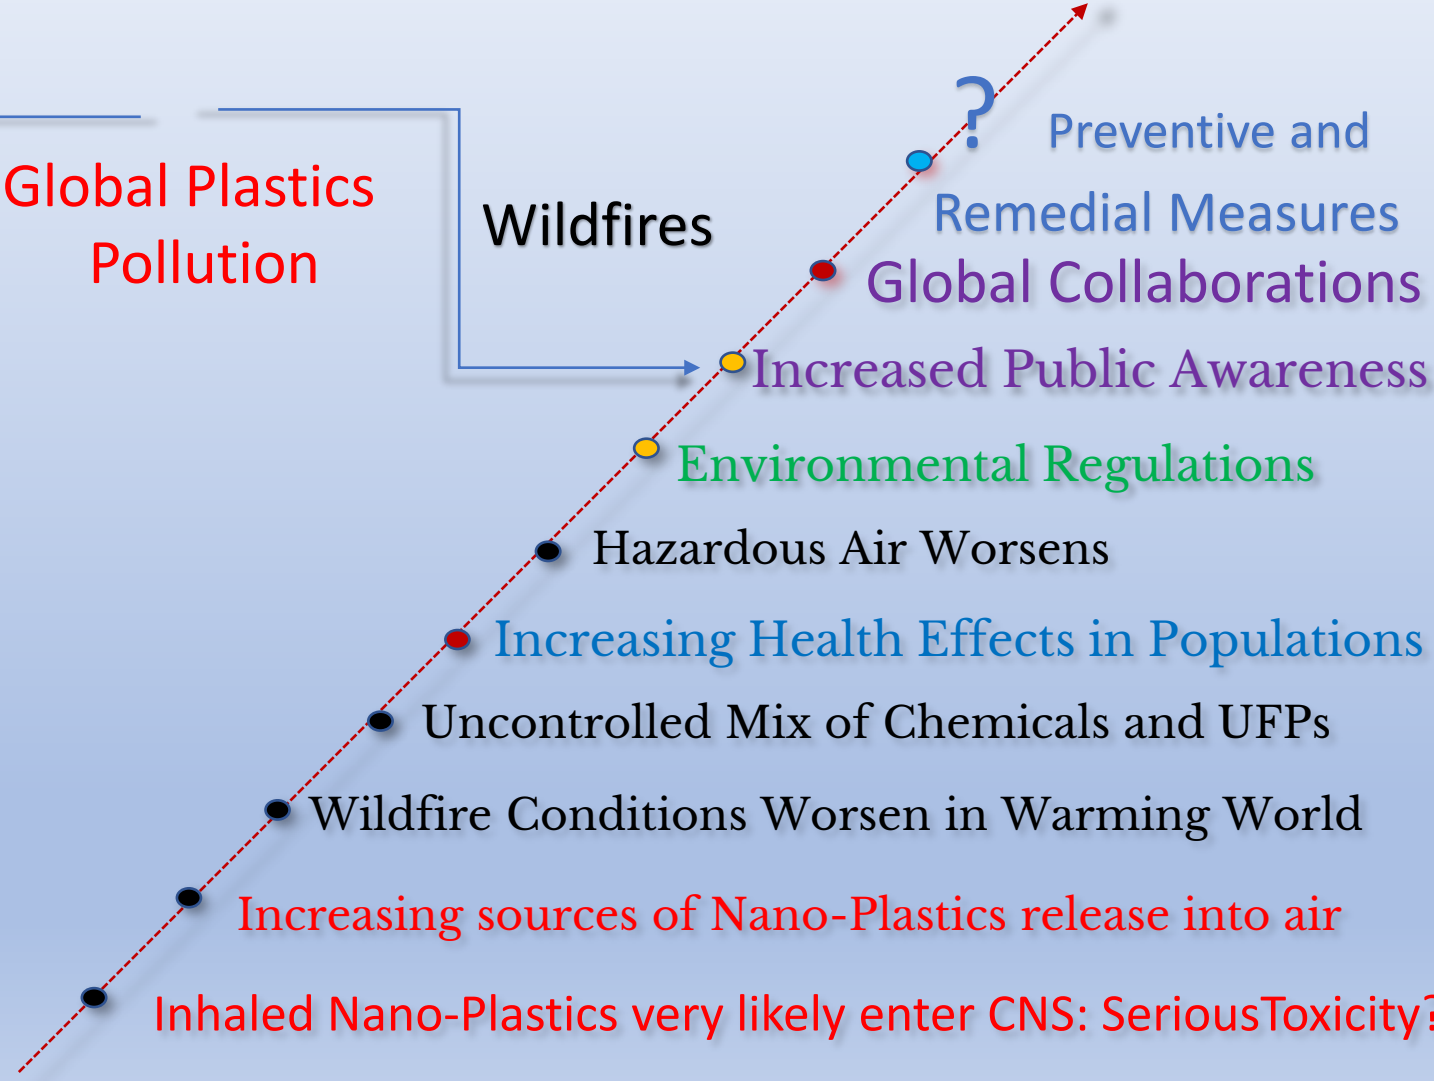 ?
Preventive and
Remedial Measures
Global Plastics
Pollution
Wildfires
Global Collaborations
Increased Public Awareness
Environmental Regulations
Hazardous Air Worsens
Increasing Health Effects in Populations
Uncontrolled Mix of Chemicals and UFPs
Wildfire Conditions Worsen in Warming World
Increasing sources of Nano-Plastics release into air
Inhaled Nano-Plastics very likely enter CNS: SeriousToxicity?